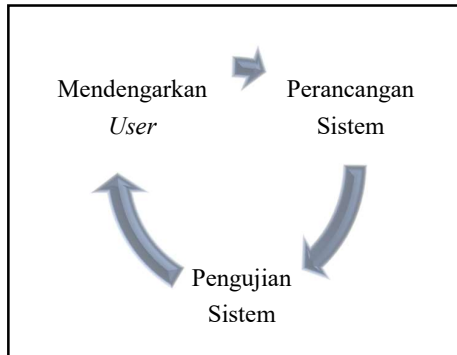 Mendengarkan
User
Perancangan
Sistem
Pengujian
Sistem